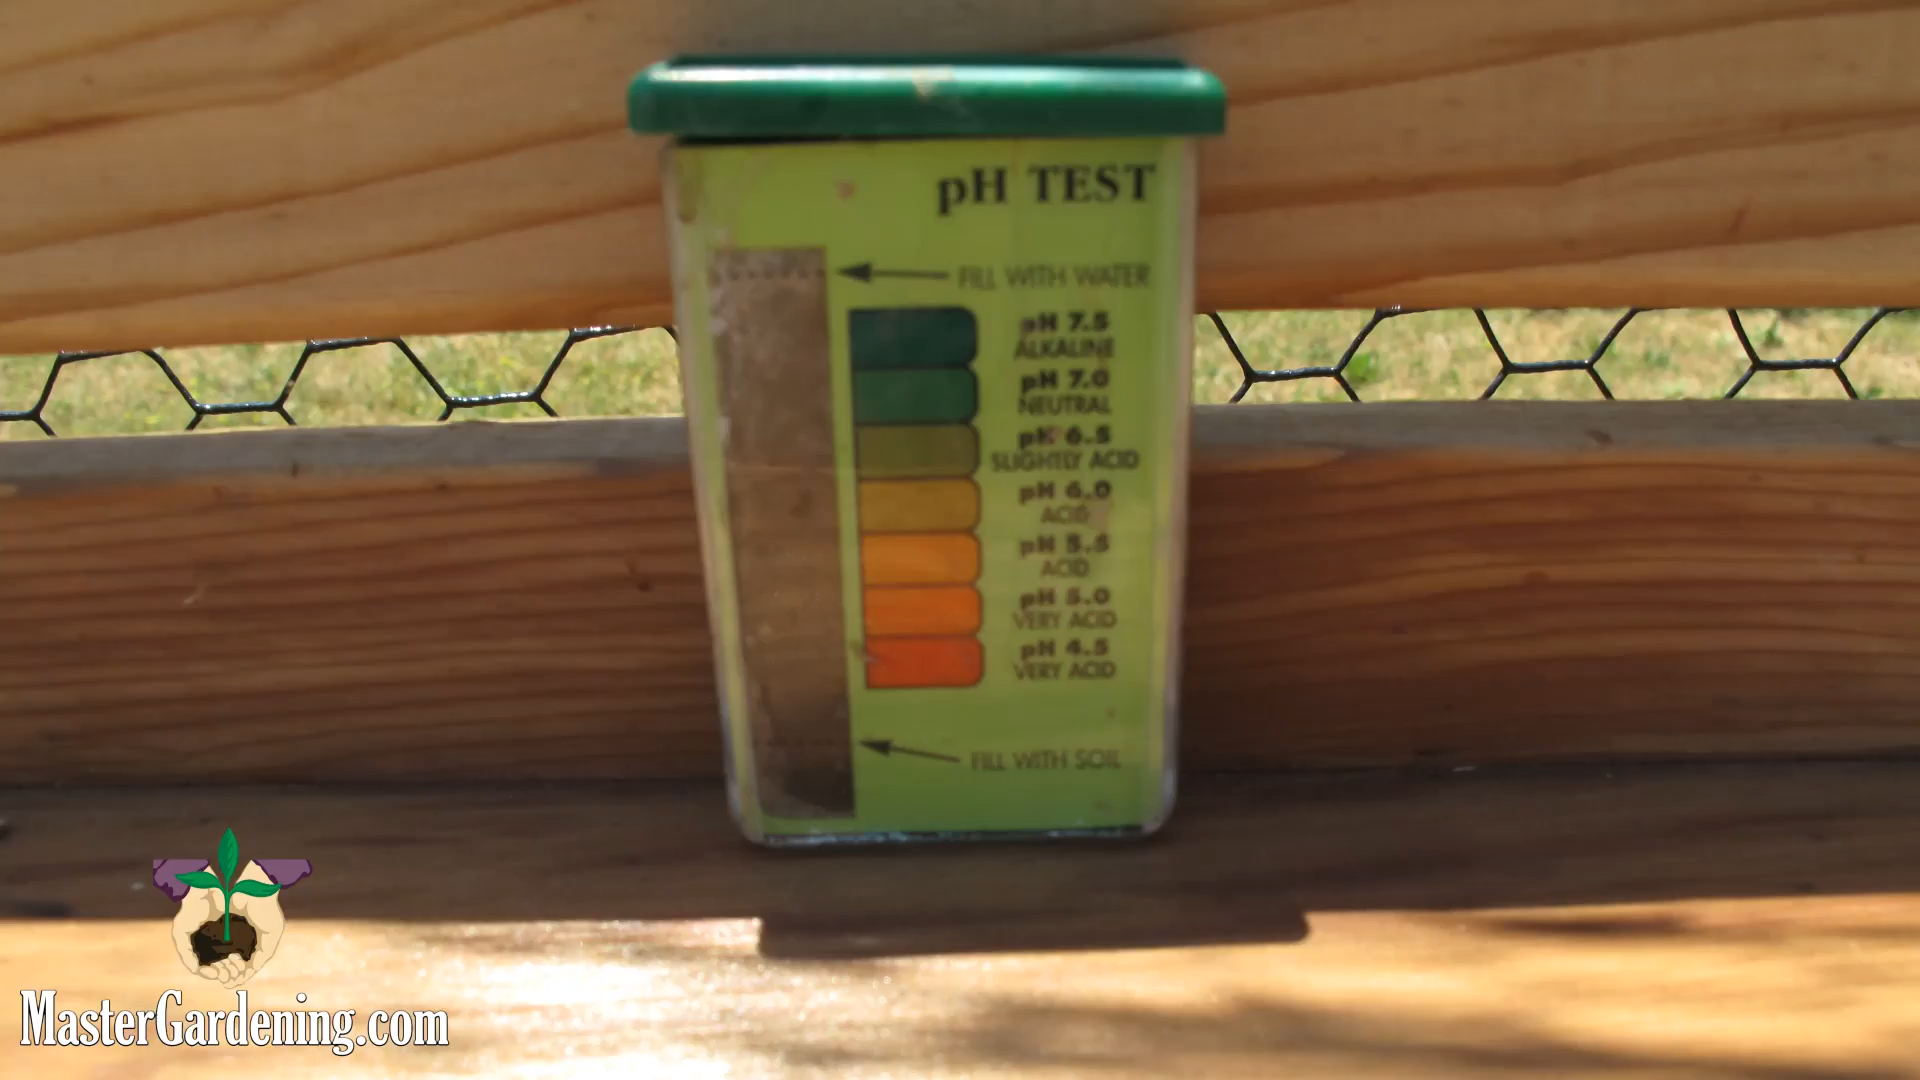 pH TEST
FILL WITH WATER
pH 7.5
ALKALINE
pH 7.0
NEUTRAL
pH 6.5
SLIGHTLY ACID
pH 6.0
ACID
pH 5.5
ACID
pH 5.0
VERY ACID
pH 4.5
VERY ACID
FILL WITH SOIL
MasterGardening.com